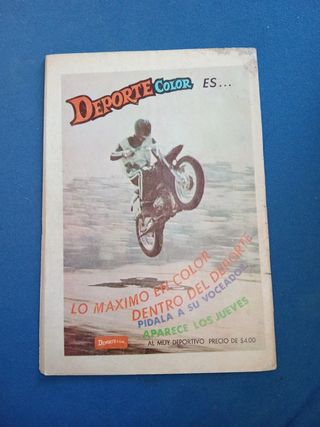 DEPORTE COLOR ES...
LO MAXIMO EN COLOR
DENTRO DEL DEPORTE
PIDALA A SU VOCEADOR
APARECE LOS JUEVES
AL MUY DEPORTIVO PRECIO DE $4.00